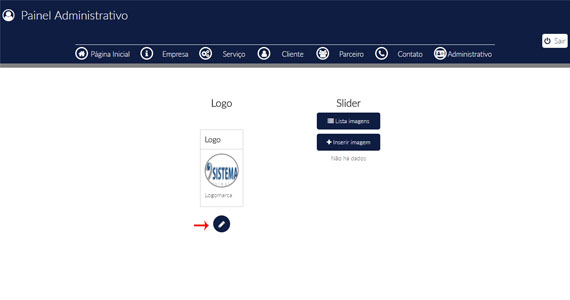 Painel Administrativo
Sair
Página Inicial Empresa Serviço Cliente Parceiro Contato Administrativo
Logo Slider
Lista imagens
Inserir imagem
Não há dados
Logo
SISTEMA
Logomarca